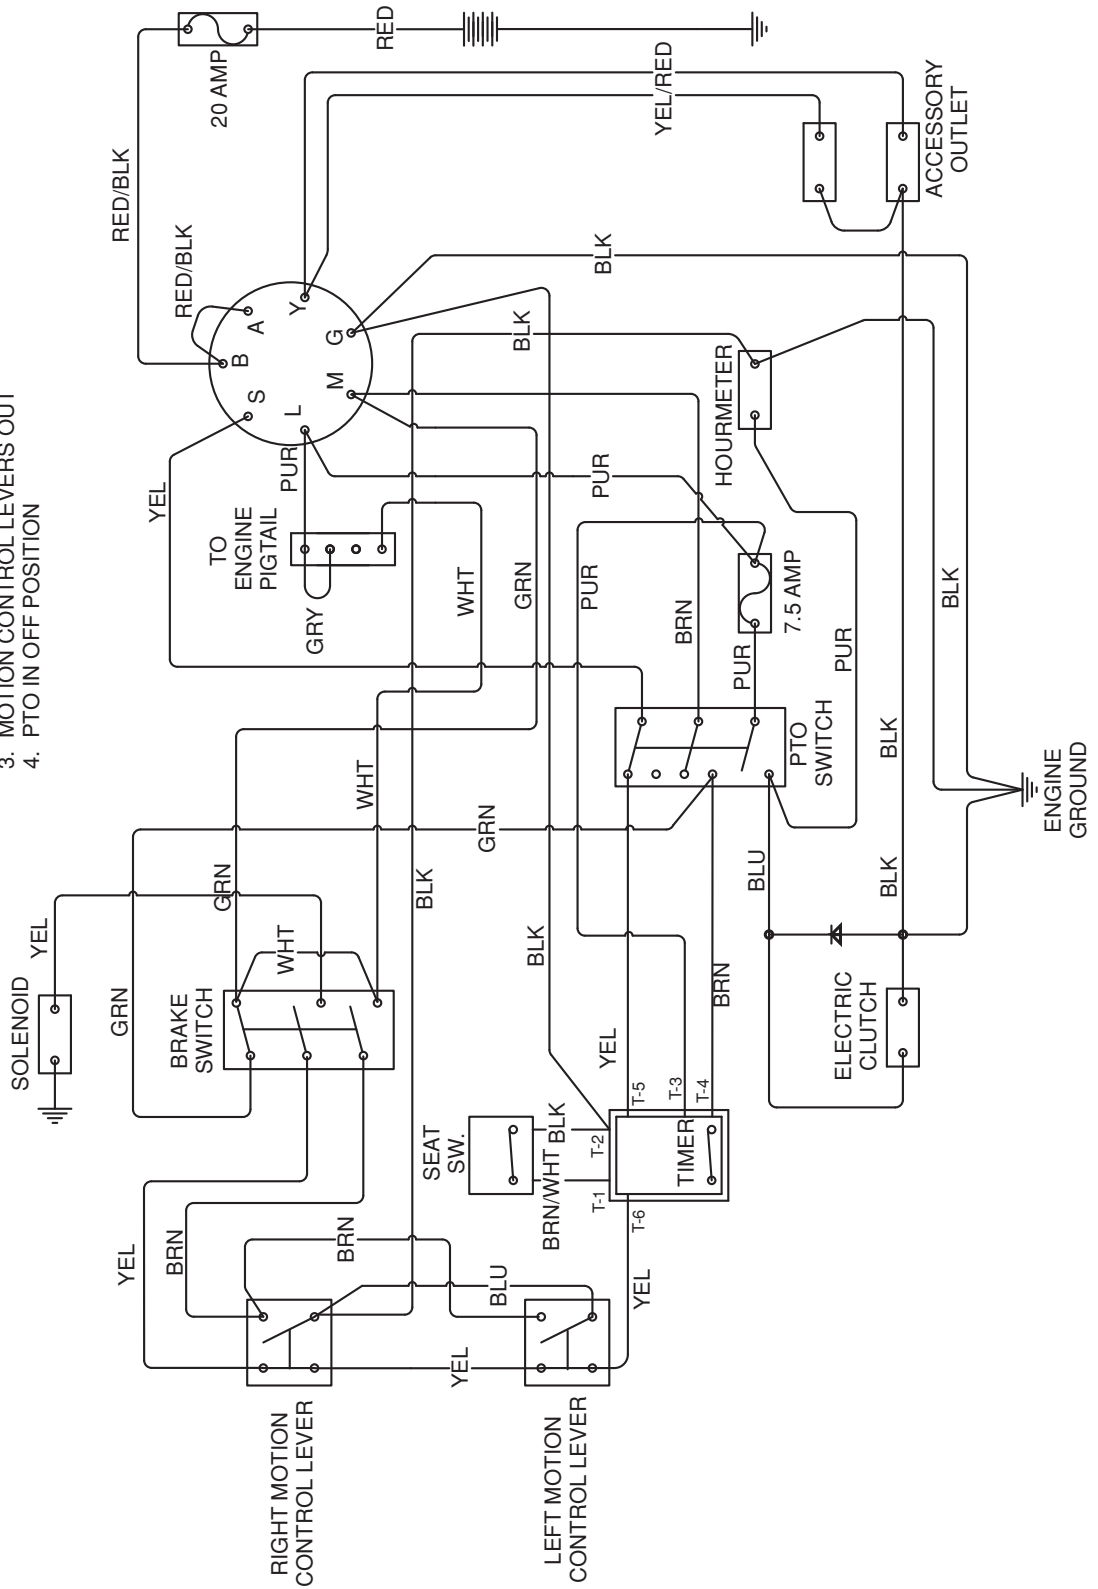 3. MOTION CONTROL LEVERS OUT
4. PTO IN OFF POSITION
SOLENOID
YEL
GRN
BRAKE
SWITCH
GRN
WHT
WHT
YEL
BRN
RIGHT MOTION
CONTROL LEVER
BRN
YEL
BLU
LEFT MOTION
CONTROL LEVER
YEL
SEAT
SW.
BRN/WHT
BLK
T-1
T-2
T-3
T-4
T-5
T-6
TIMER
YEL
BRN
BLK
BLK
GRN
YEL
TO
ENGINE
PIGTAIL
GRY
PUR
WHT
GRN
RED/BLK
RED/BLK
20 AMP
RED
B
A
S
L
M
G
Y
YEL/RED
BLK
BLK
PUR
PUR
BRN
PUR
7.5 AMP
PUR
HOURMETER
PTO
SWITCH
BLU
ELECTRIC
CLUTCH
BLK
BLK
BLK
ACCESSORY
OUTLET
ENGINE
GROUND